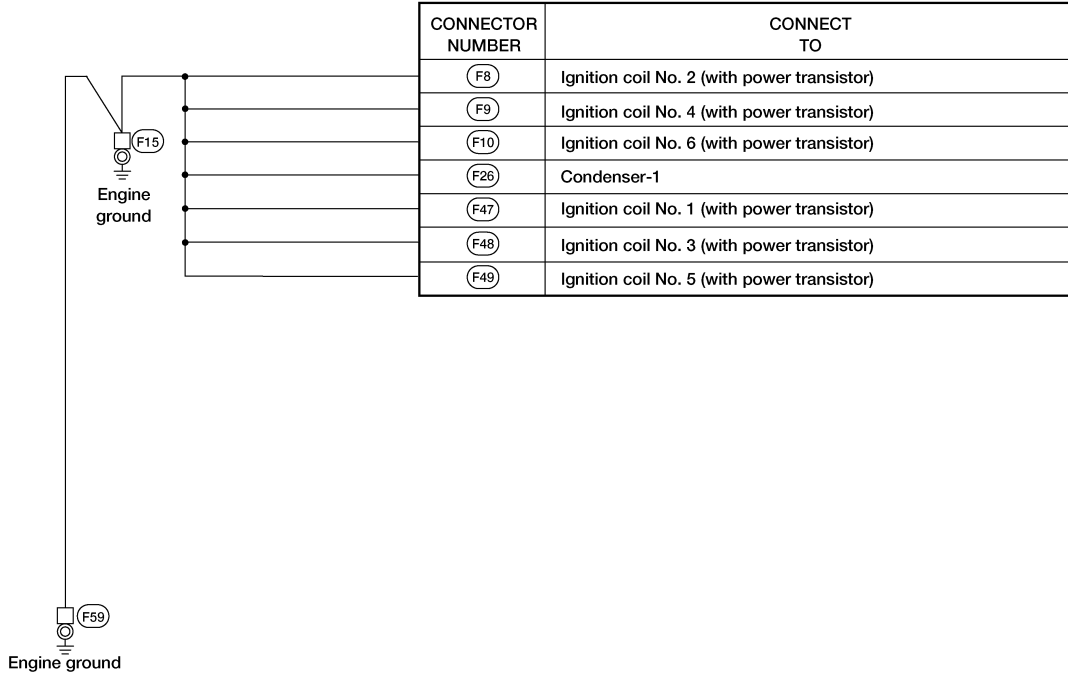 CONNECTOR NUMBER CONNECT TO
F8 Ignition coil No. 2 (with power transistor)
F9 Ignition coil No. 4 (with power transistor)
F10 Ignition coil No. 6 (with power transistor)
F26 Condenser-1
F47 Ignition coil No. 1 (with power transistor)
F48 Ignition coil No. 3 (with power transistor)
F49 Ignition coil No. 5 (with power transistor)
F15
Engine
ground
F59
Engine ground